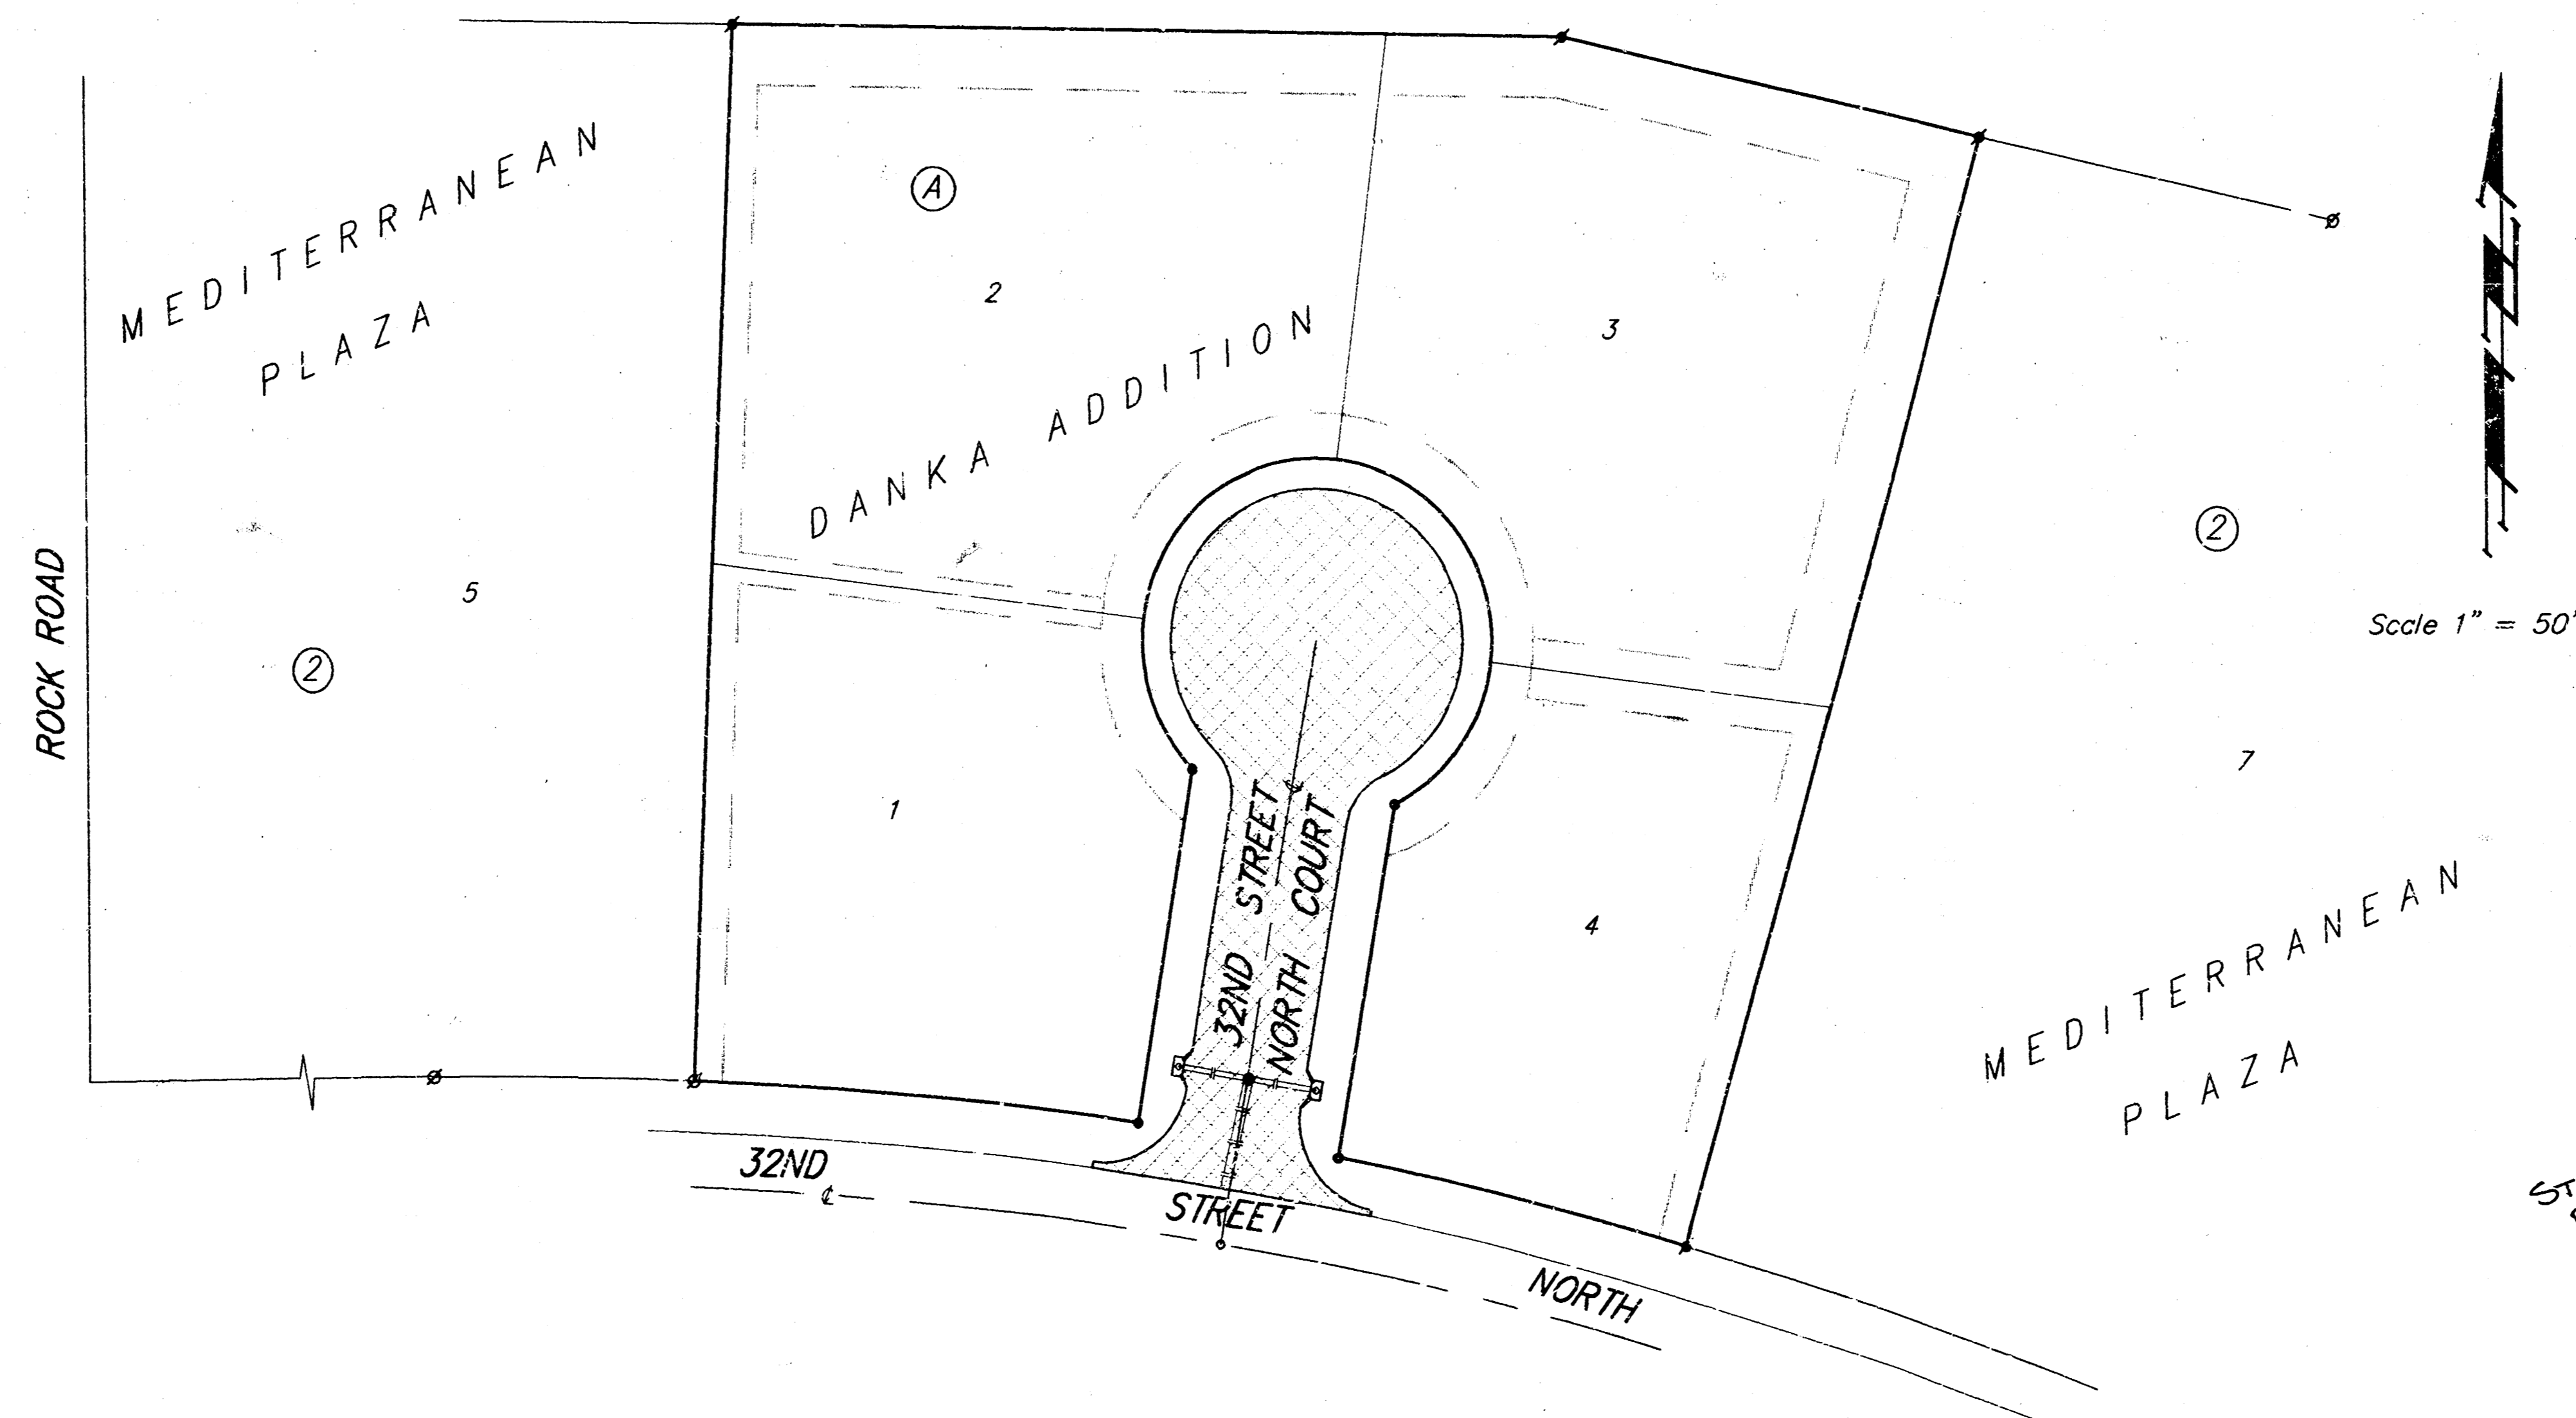 MEDITERRANEAN
PLAZA
A
2
3
DANKA ADDITION
2
Sccle 1" = 50'
ROCK ROAD
5
2
1
7
32ND STREET
NORTH COURT
4
MEDITERRANEAN
PLAZA
32ND
STREET
NORTH